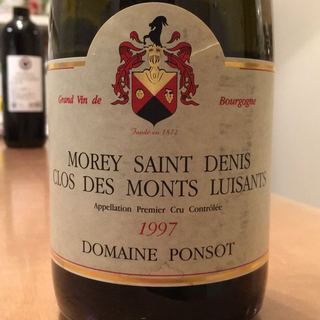 Grand Vin de Bourgogne
Fondé en 1872
MOREY SAINT DENIS
CLOS DES MONTS LUISANTS
Appellation Premier Cru Contrôlée
1997
DOMAINE PONSOT